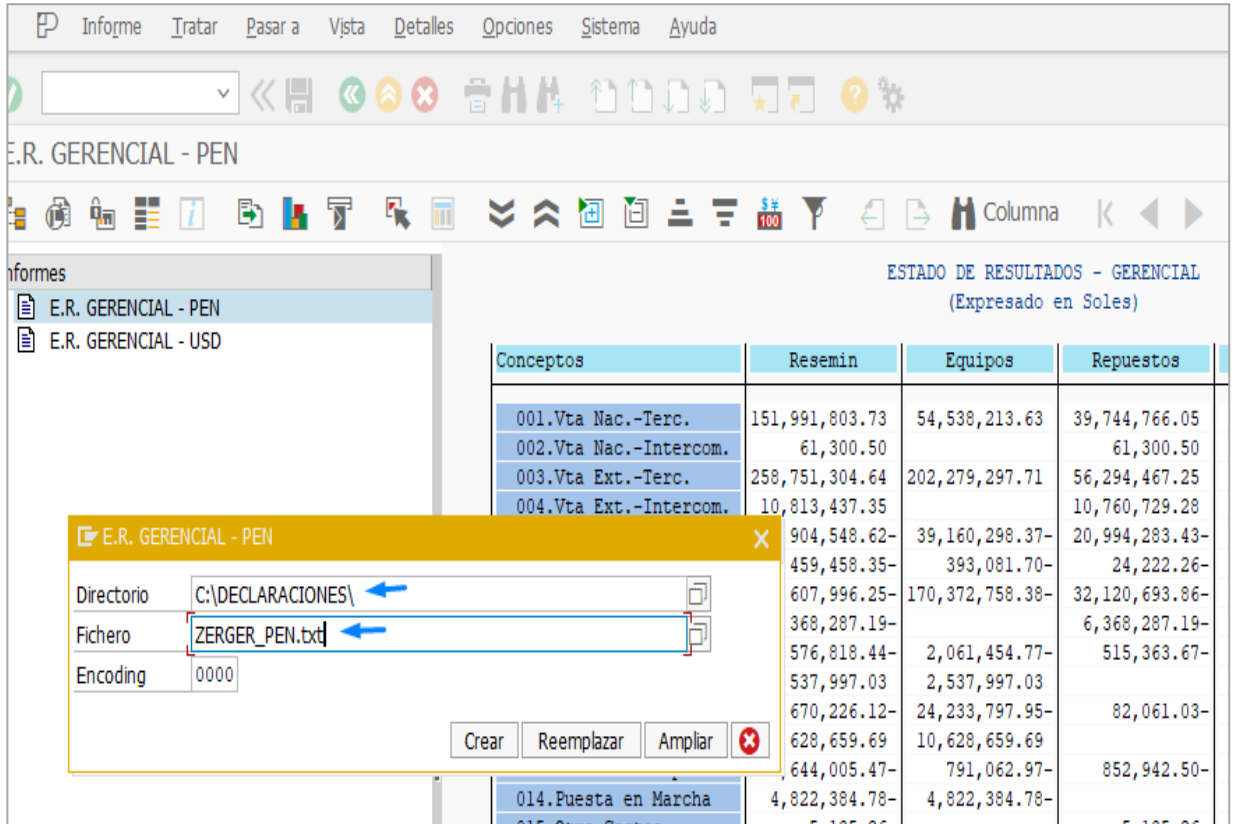 Informe Tratar Pasar a Vista Detalles Opciones Sistema Ayuda
E.R. GERENCIAL - PEN
$ ¥
100
Columna
nformes
E.R. GERENCIAL - PEN
E.R. GERENCIAL - USD
ESTADO DE RESULTADOS - GERENCIAL
(Expresado en Soles)
Conceptos Resemin Equipos Repuestos
001.Vta Nac.-Terc. 151,991,803.73 54,538,213.63 39,744,766.05
002.Vta Nac.-Intercom. 61,300.50 61,300.50
003.Vta Ext.-Terc. 258,751,304.64 202,279,297.71 56,294,467.25
004.Vta Ext.-Intercom. 10,813,437.35 10,760,729.28
904,548.62- 39,160,298.37- 20,994,283.43-
459,458.35- 393,081.70- 24,222.26-
607,996.25- 170,372,758.38- 32,120,693.86-
368,287.19- 6,368,287.19-
576,818.44- 2,061,454.77- 515,363.67-
537,997.03 2,537,997.03
670,226.12- 24,233,797.95- 82,061.03-
628,659.69 10,628,659.69
,644,005.47- 791,062.97- 852,942.50-
014.Puesta en Marcha 4,822,384.78- 4,822,384.78-
E.R. GERENCIAL - PEN
Directorio C:\DECLARACIONES\
Fichero ZERGER_PEN.txt
Encoding 0000
Crear Reemplazar Ampliar